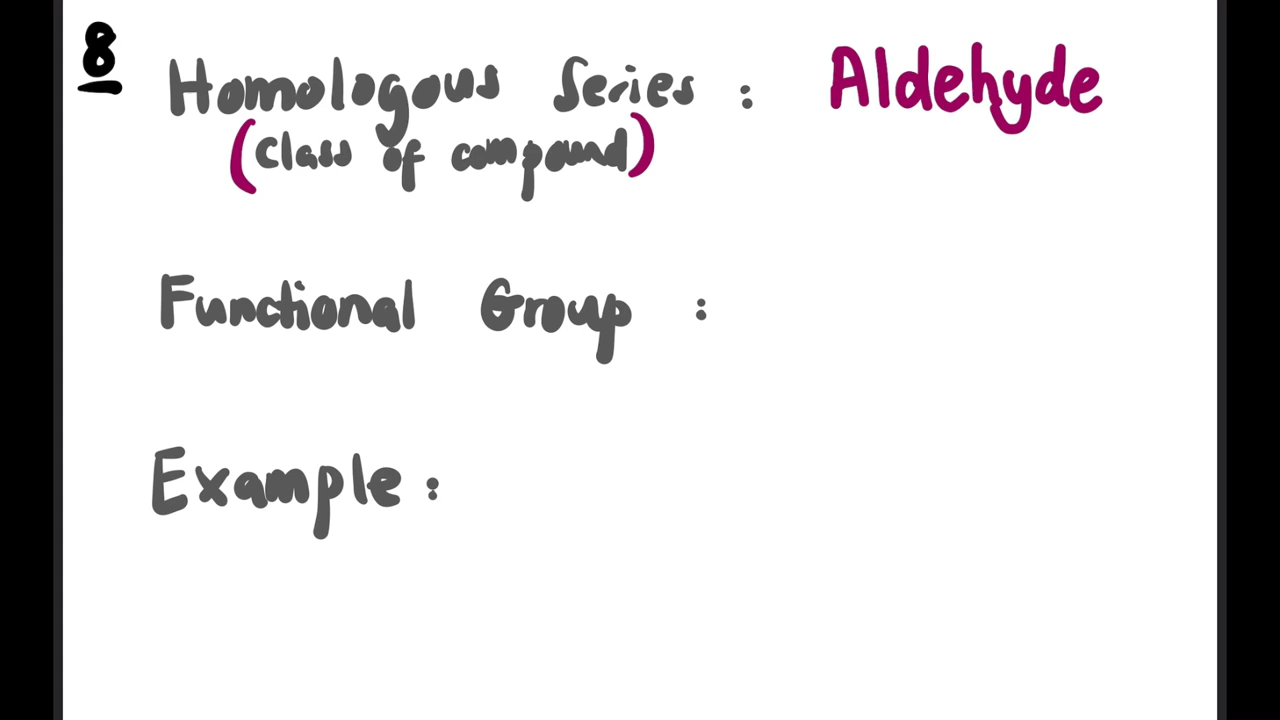 8
Homologous Series : Aldehyde
(Class of compound)
Functional Group :
Example :